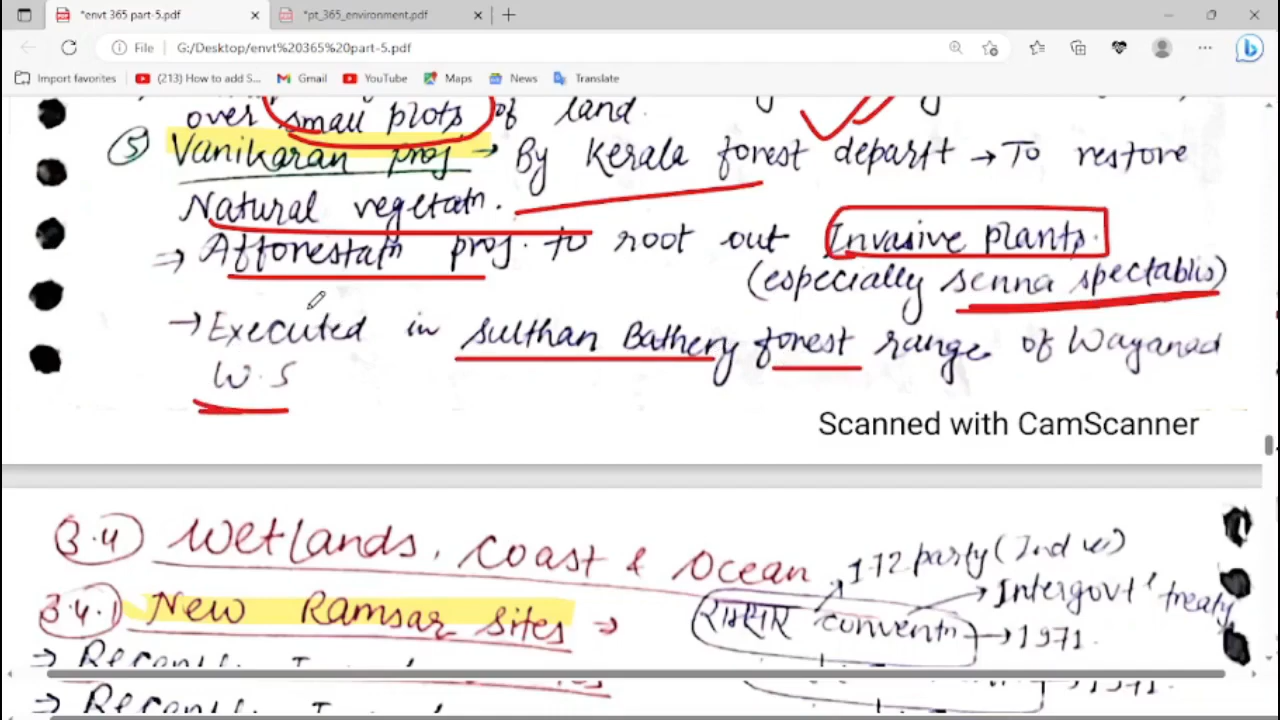 *envt 365 part-5.pdf
*pt_365_environment.pdf
File
G:/Desktop/envt%20365%20part-5.pdf
Import favorites
(213) How to add S...
Gmail
YouTube
Maps
News
Translate
over small plots of land.
5 Vanikaran proj → By Kerala forest departt → To restore
Natural vegetatn.
⇒ Afforestatn proj. to root out Invasive plants.
(especially senna spectablis)
→ Executed in sulthan Bathery forest range of Wayanad
W.S
Scanned with CamScanner
3.4 Wetlands, Coast & Ocean
172 party (Ind
→ Intergovt' treaty
3.4.1 New Ramsar sites →
रामसार conventn → 1971.